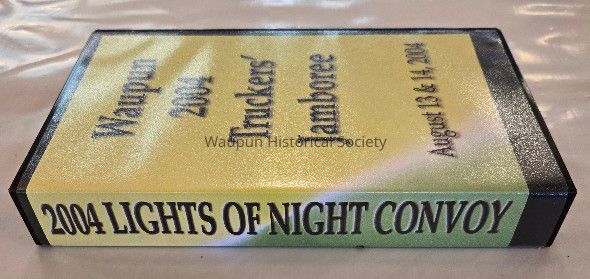 Waupun
2004
Truckers'
Jamboree
August 13 & 14, 2004
Waupun Historical Society
2004 LIGHTS OF NIGHT CONVOY